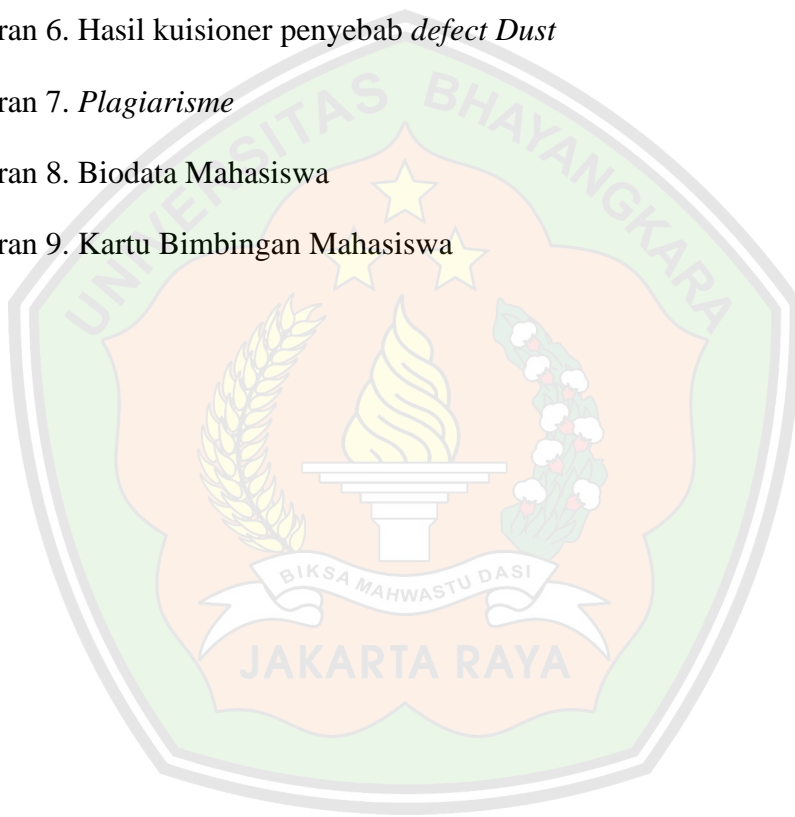 ran 6. Hasil kuisioner penyebab defect Dust
ran 7. Plagiarisme
ran 8. Biodata Mahasiswa
ran 9. Kartu Bimbingan Mahasiswa
UNIVERSITAS BHAYANGKARA
BIKSA MAHWASTU DASI
JAKARTA RAYA